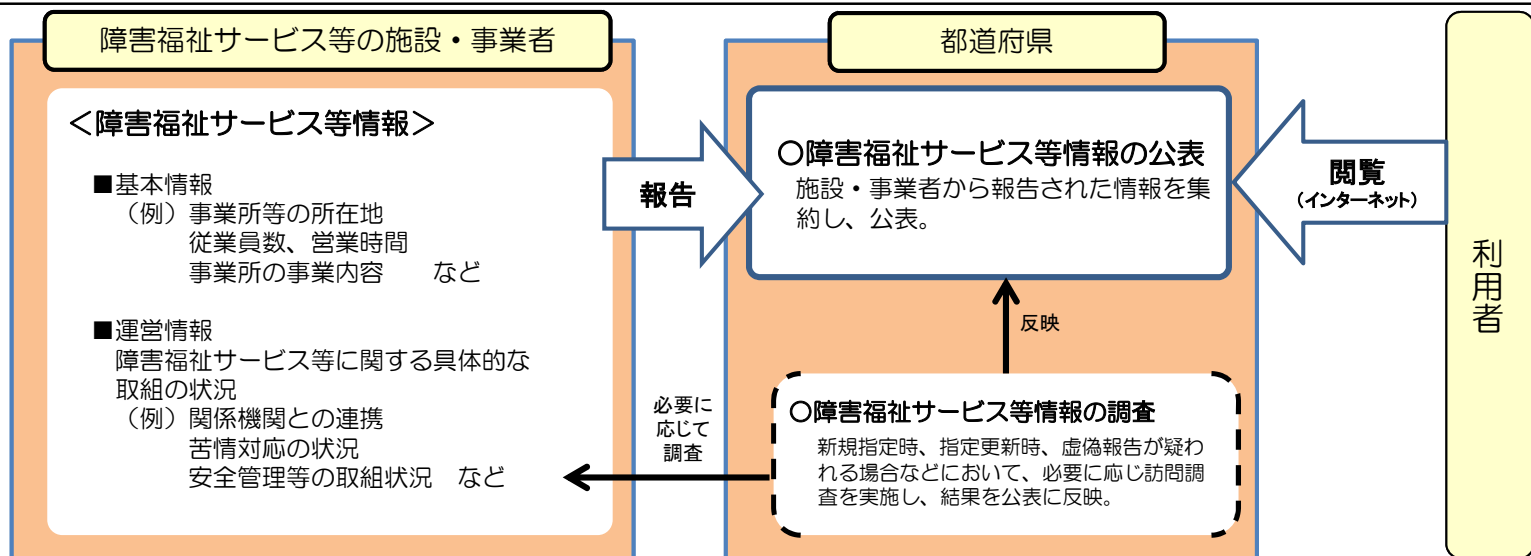 障害福祉サービス等の施設・事業者
＜障害福祉サービス等情報＞
■基本情報
（例）事業所等の所在地
従業員数、営業時間
事業所の事業内容　　など
■運営情報
障害福祉サービス等に関する具体的な
取組の状況
（例）関係機関との連携
苦情対応の状況
安全管理等の取組状況　など
報告
必要に
応じて
調査
都道府県
○障害福祉サービス等情報の公表
施設・事業者から報告された情報を集
約し、公表。
反映
○障害福祉サービス等情報の調査
新規指定時、指定更新時、虚偽報告が疑わ
れる場合などにおいて、必要に応じ訪問調
査を実施し、結果を公表に反映。
閲覧
（インターネット）
利用者